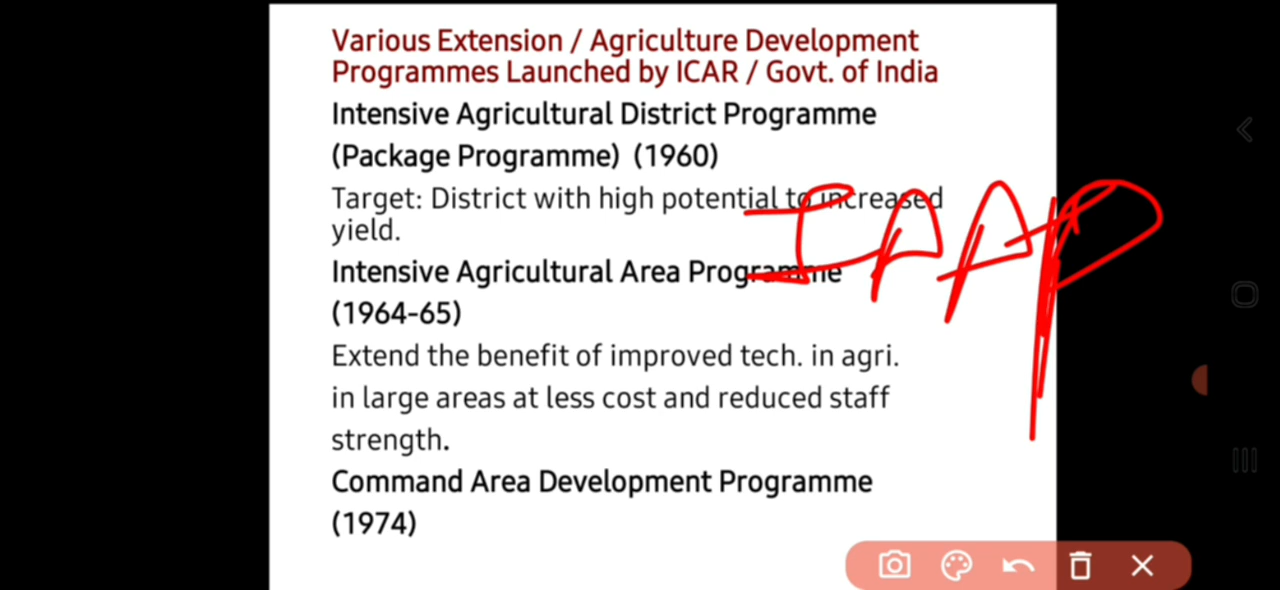 Various Extension / Agriculture Development
Programmes Launched by ICAR / Govt. of India
Intensive Agricultural District Programme
(Package Programme) (1960)
Target: District with high potential to increased
yield.
Intensive Agricultural Area Programme
(1964-65)
Extend the benefit of improved tech. in agri.
in large areas at less cost and reduced staff
strength.
Command Area Development Programme
(1974)
IAAP